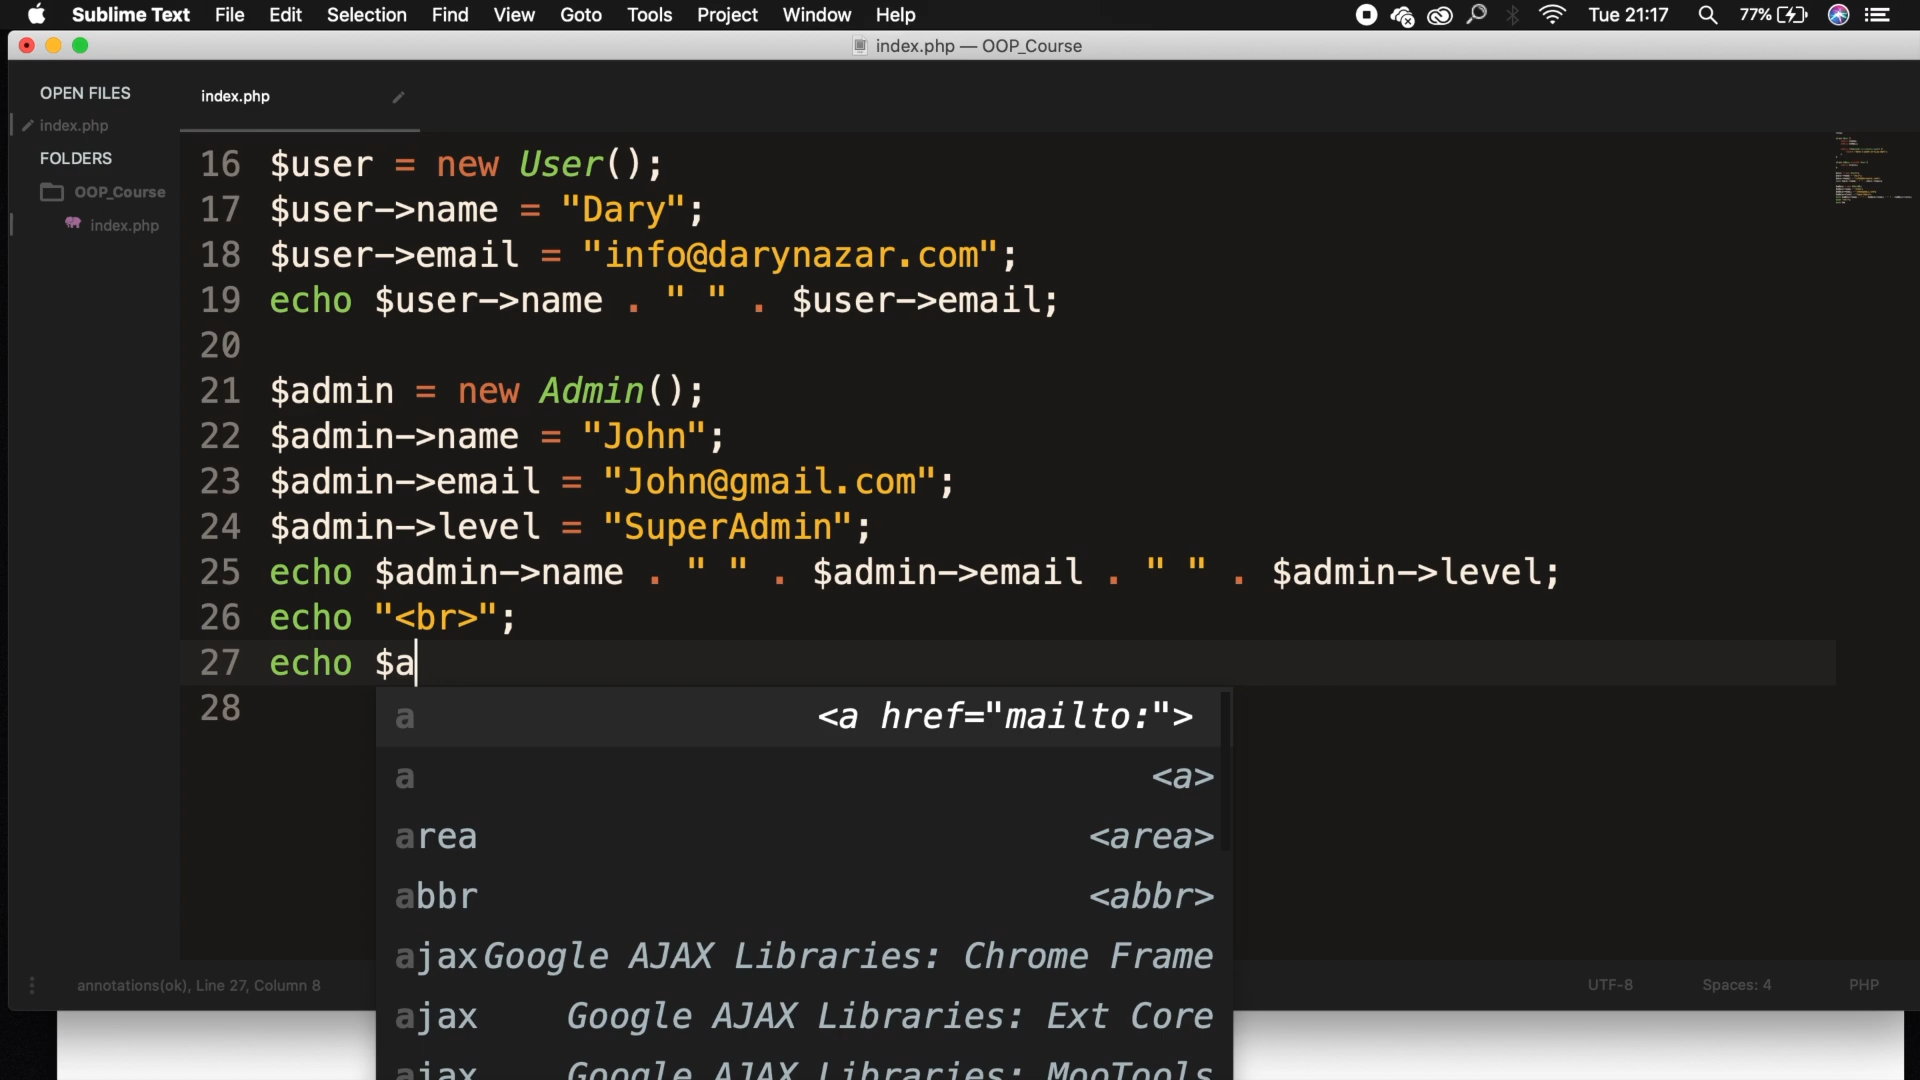 Sublime Text File Edit Selection Find View Goto Tools Project Window Help Tue 21:17 77%
index.php — OOP_Course
OPEN FILES
index.php
FOLDERS
OOP_Course
index.php
index.php
16 $user = new User();
17 $user->name = "Dary";
18 $user->email = "info@darynazar.com";
19 echo $user->name . " " . $user->email;
20
21 $admin = new Admin();
22 $admin->name = "John";
23 $admin->email = "John@gmail.com";
24 $admin->level = "SuperAdmin";
25 echo $admin->name . " " . $admin->email . " " . $admin->level;
26 echo "<br>";
27 echo $a
28
a <a href="mailto:">
a <a>
area <area>
abbr <abbr>
ajax Google AJAX Libraries: Chrome Frame
ajax Google AJAX Libraries: Ext Core
ajax Google AJAX Libraries: MooTools
annotations(ok), Line 27, Column 8 UTF-8 Spaces: 4 PHP